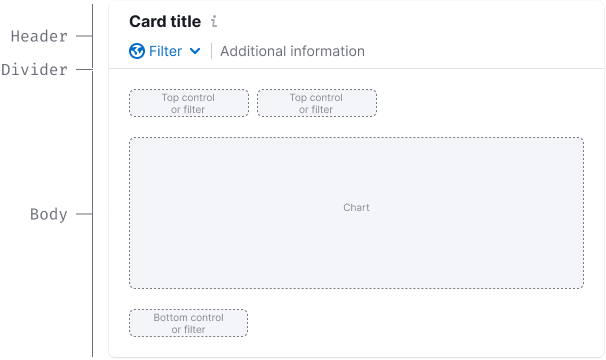 Header
Divider
Body
Card title
Filter
Additional information
Top control
or filter
Top control
or filter
Chart
Bottom control
or filter